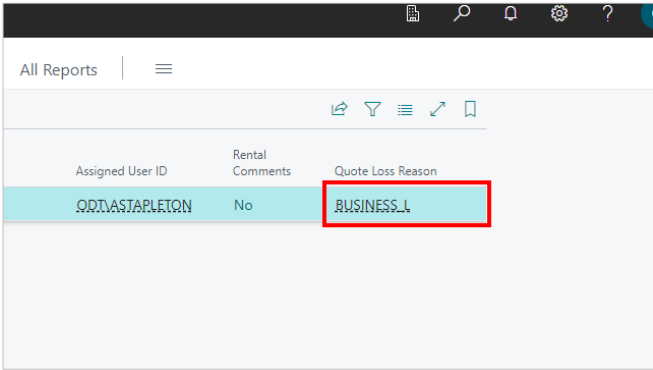 ?
All Reports
Assigned User ID
Rental
Comments
Quote Loss Reason
ODT\ASTAPLETON
No
BUSINESS_L